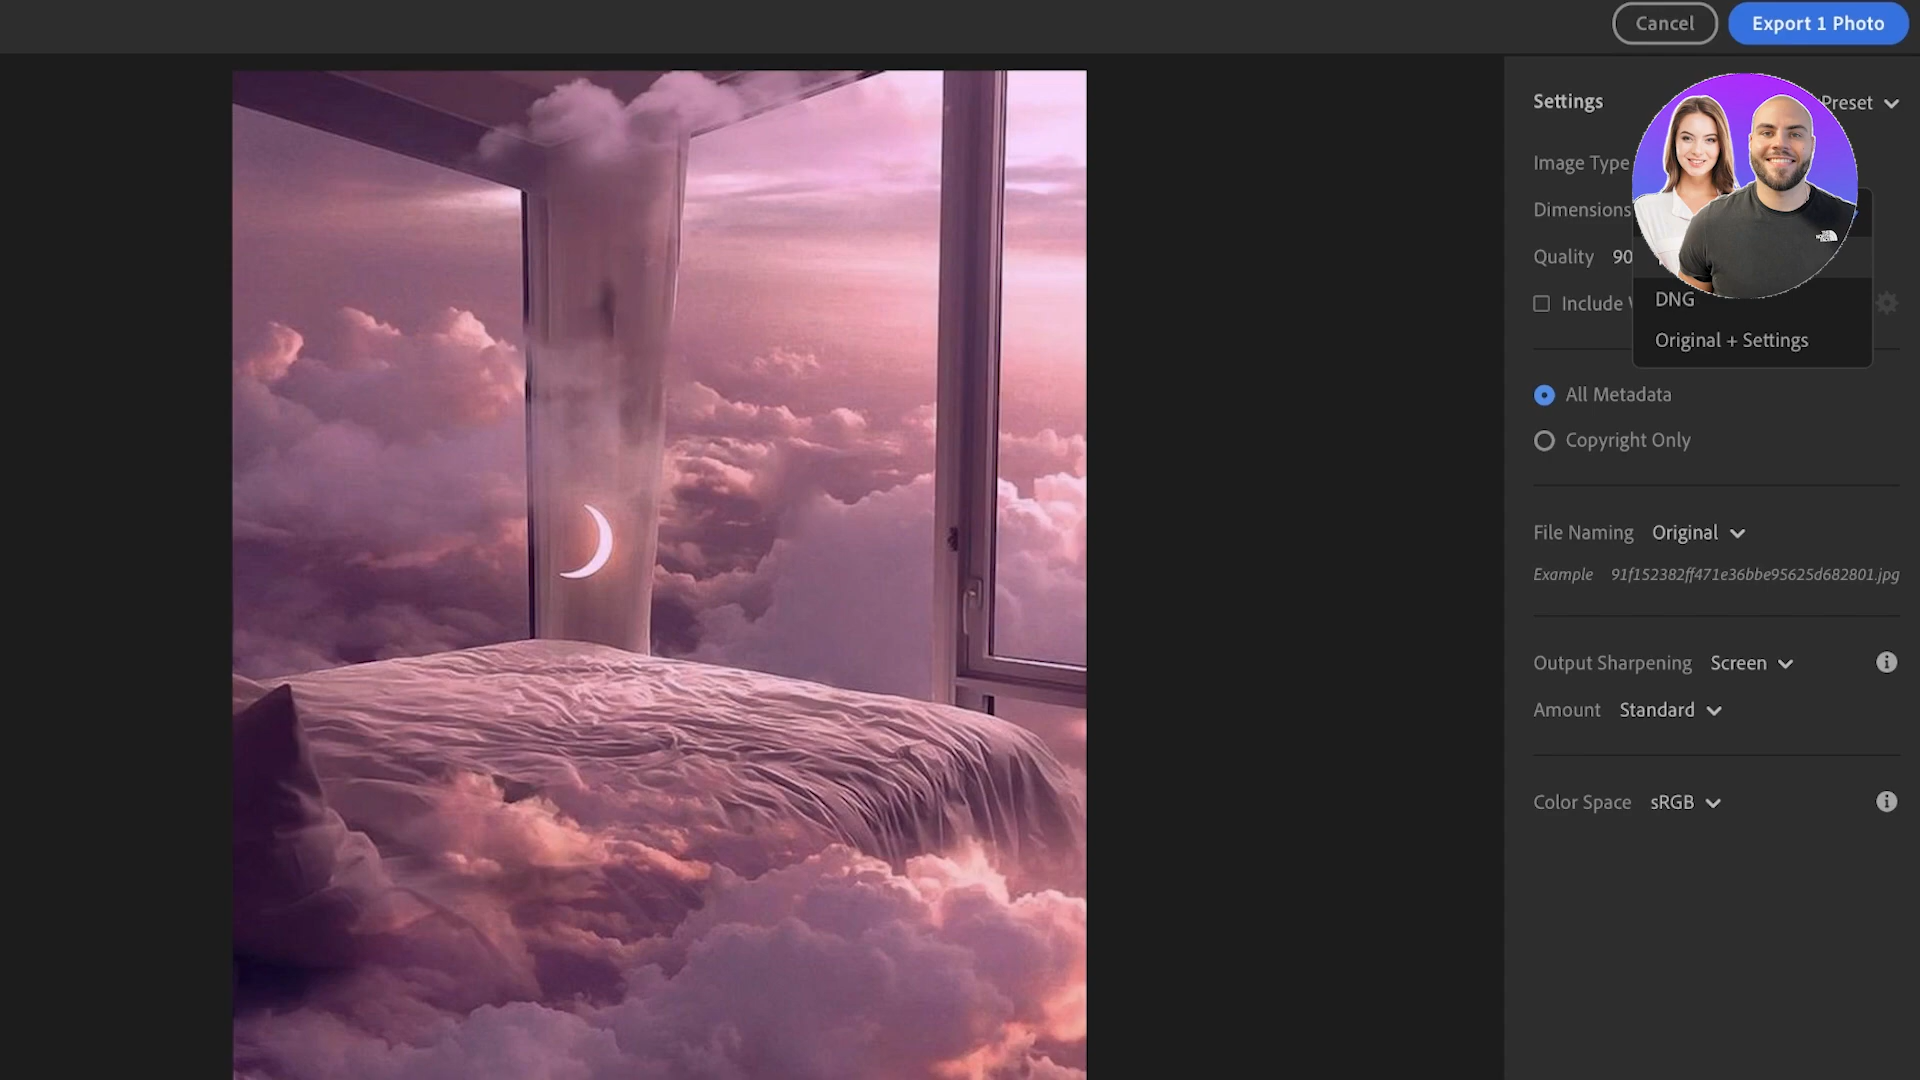 Cancel
Export 1 Photo
Settings
Preset
Image Type
Dimensions
Quality 90
Include
DNG
Original + Settings
All Metadata
Copyright Only
File Naming Original
Example 91f152382ff471e36bbe95625d682801.jpg
Output Sharpening Screen
Amount Standard
Color Space sRGB